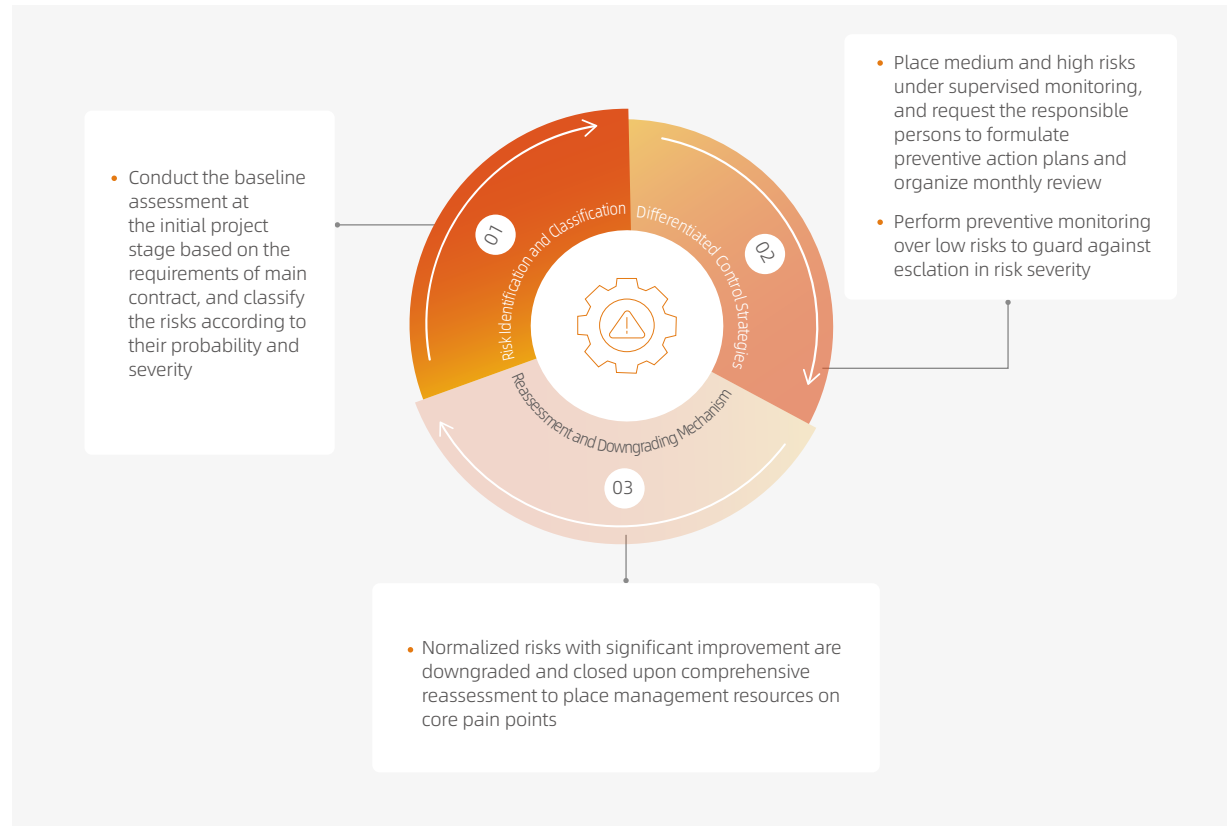 • Conduct the baseline
assessment at
the initial project
stage based on the
requirements of main
contract, and classify
the risks according to
their probability and
severity
01
Risk Identification and Classification
• Place medium and high risks
under supervised monitoring,
and request the responsible
persons to formulate
preventive action plans and
organize monthly review
• Perform preventive monitoring
over low risks to guard against
esclation in risk severity
02
Differentiated Control Strategies
Reassessment and Downgrading Mechanism
03
• Normalized risks with significant improvement are
downgraded and closed upon comprehensive
reassessment to place management resources on
core pain points